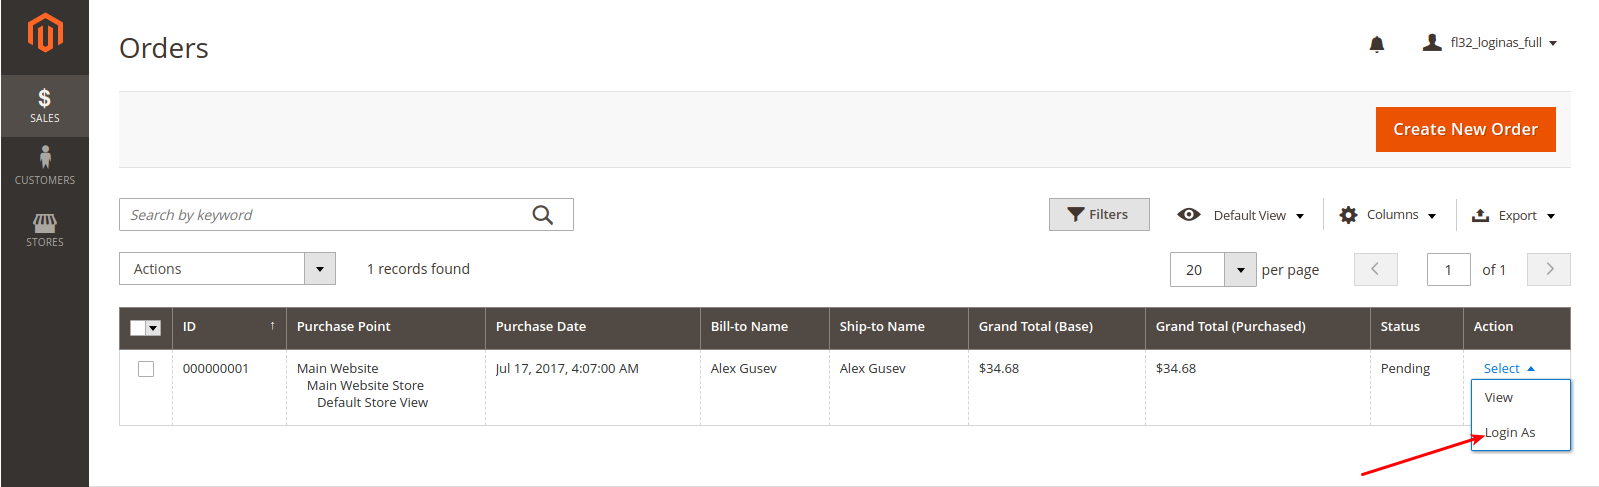 Orders
fl32_loginas_full
$
SALES
CUSTOMERS
STORES
Create New Order
Search by keyword
Filters
Default View
Columns
Export
Actions
1 records found
20
per page
1
of 1
ID ↑ Purchase Point Purchase Date Bill-to Name Ship-to Name Grand Total (Base) Grand Total (Purchased) Status Action
000000001 Main Website Jul 17, 2017, 4:07:00 AM Alex Gusev Alex Gusev $34.68 $34.68 Pending Select
Main Website Store
Default Store View
View
Login As